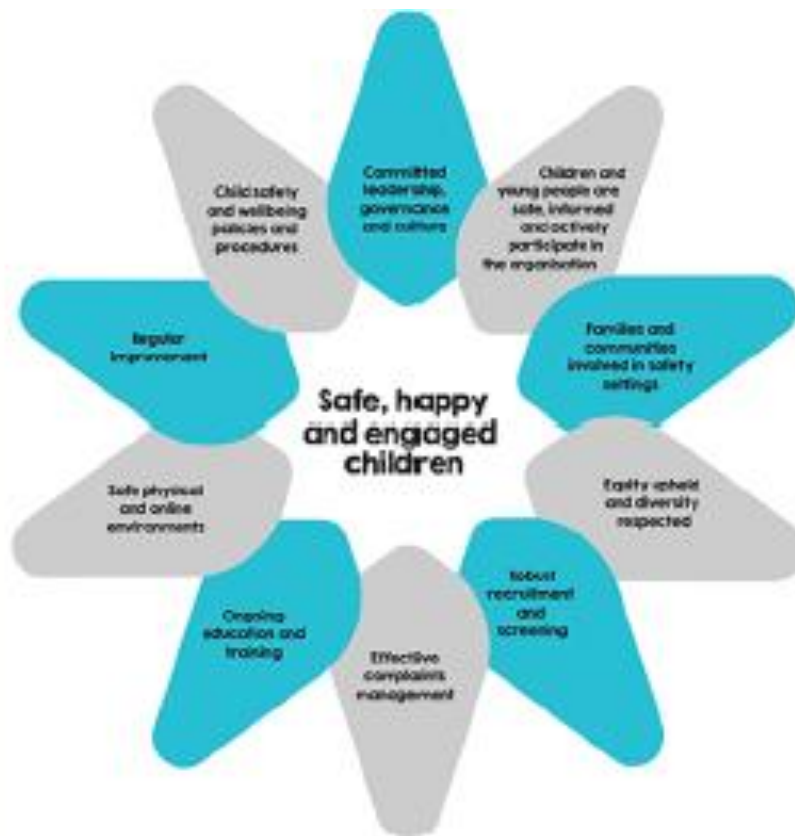 Committed
leadership,
governance
and culture
Children and
young people are
safe, informed
and actively
participate in
the organisation
Families and
communities
involved in safety
settings
Equity upheld
and diversity
respected
Robust
recruitment
and
screening
Effective
complaints
management
Ongoing
education and
training
Safe physical
and online
environments
Regular
improvement
Child safety
and wellbeing
policies and
procedures
Safe, happy
and engaged
children